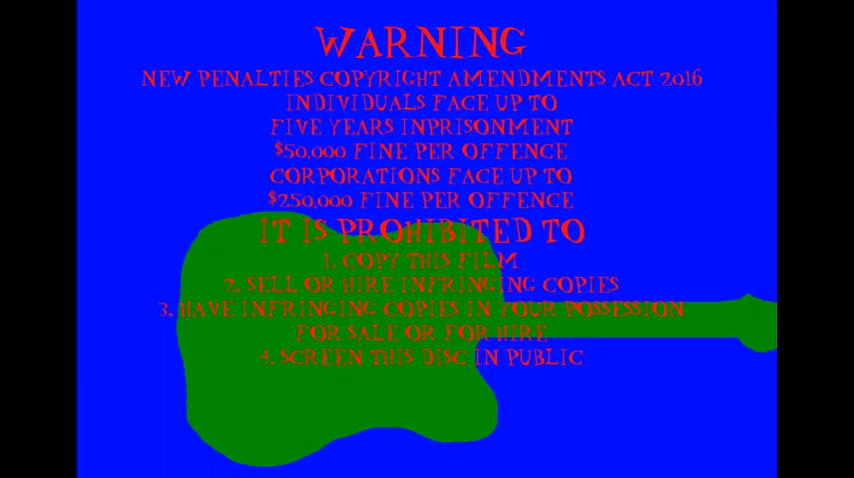 WARNING
NEW PENALTIES COPYRIGHT AMENDMENTS ACT 2016
INDIVIDUALS FACE UP TO
FIVE YEARS INPRISONMENT
$50,000 FINE PER OFFENCE
CORPORATIONS FACE UP TO
$250,000 FINE PER OFFENCE
IT IS PROHIBITED TO
1. COPY THIS FILM
2. SELL OR HIRE INFRINGING COPIES
3. HAVE INFRINGING COPIES IN YOUR POSSESSION
FOR SALE OR FOR HIRE
4. SCREEN THIS DISC IN PUBLIC